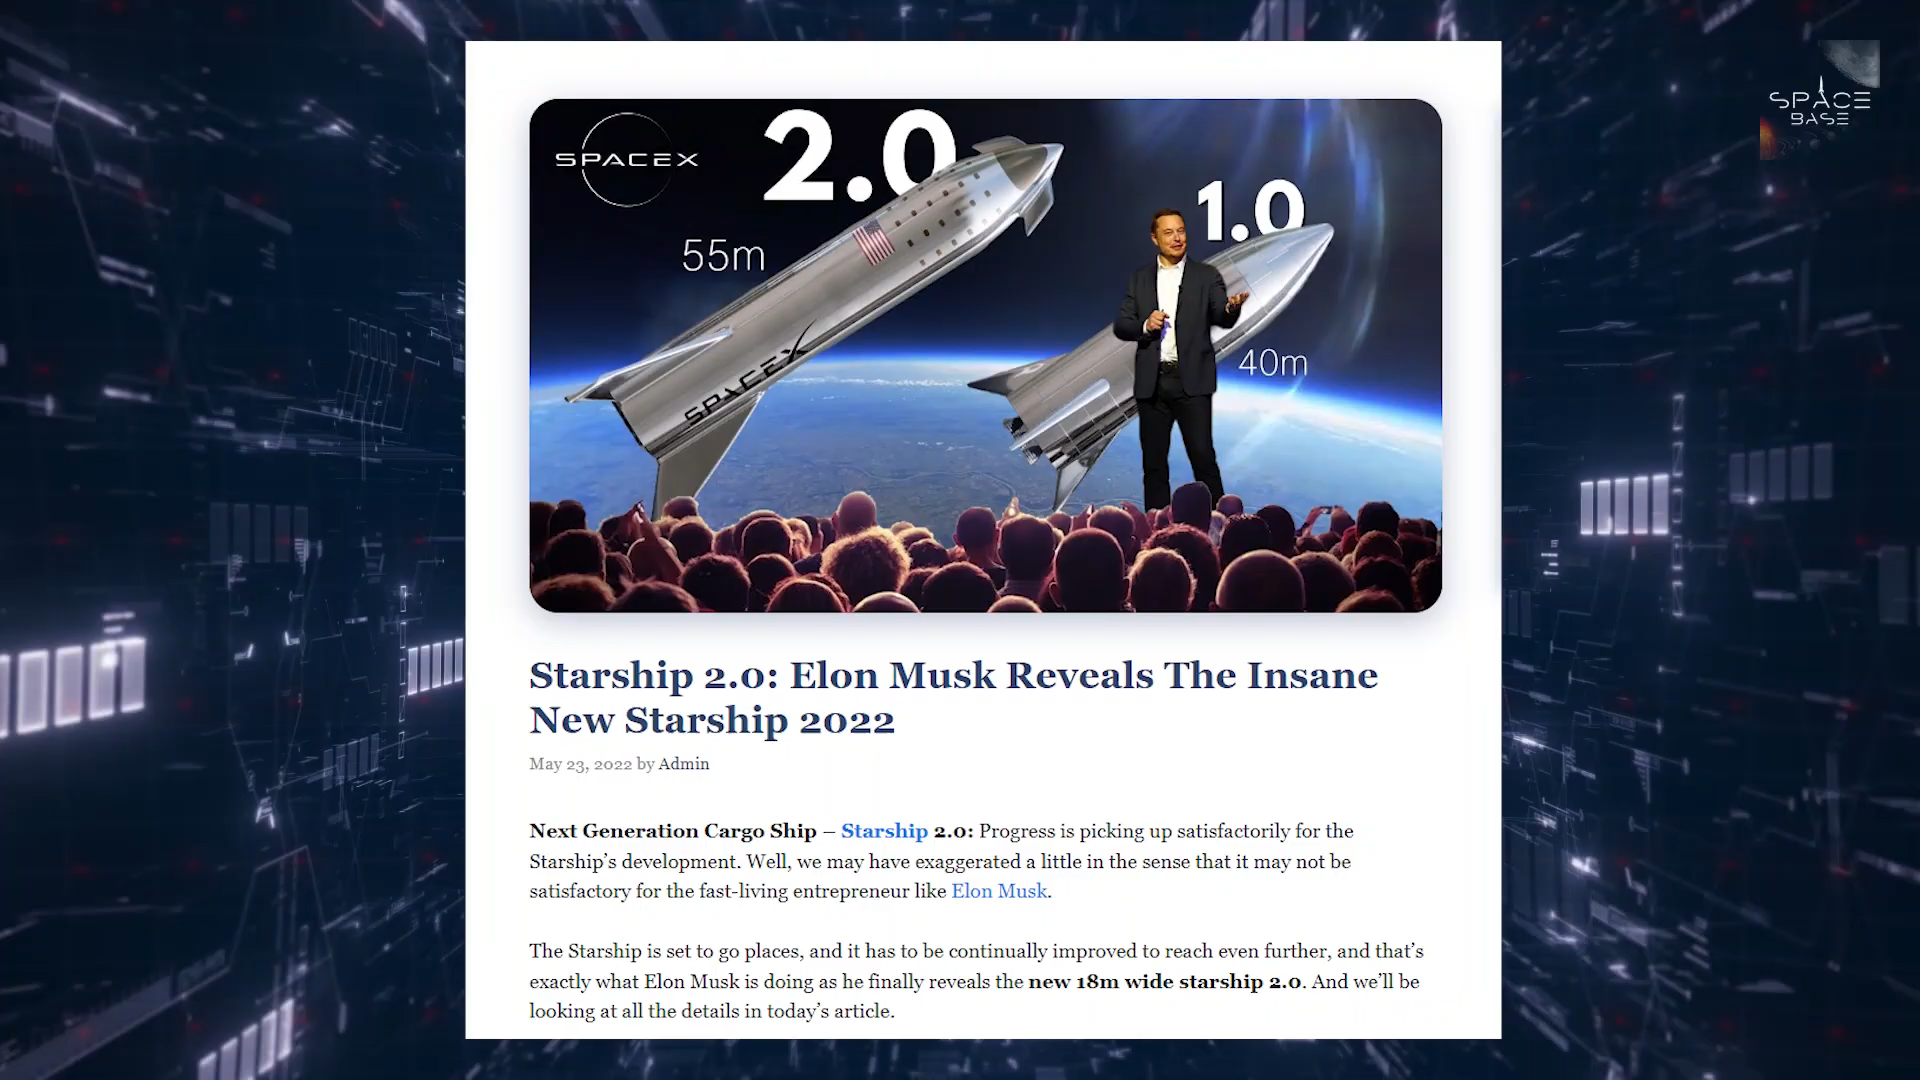 SPACE
BASE
SPACEX
2.0
55m
1.0
40m
SPACEX
Starship 2.0: Elon Musk Reveals The Insane
New Starship 2022
May 23, 2022 by Admin
Next Generation Cargo Ship – Starship 2.0: Progress is picking up satisfactorily for the
Starship’s development. Well, we may have exaggerated a little in the sense that it may not be
satisfactory for the fast-living entrepreneur like Elon Musk.
The Starship is set to go places, and it has to be continually improved to reach even further, and that’s
exactly what Elon Musk is doing as he finally reveals the new 18m wide starship 2.0. And we’ll be
looking at all the details in today’s article.